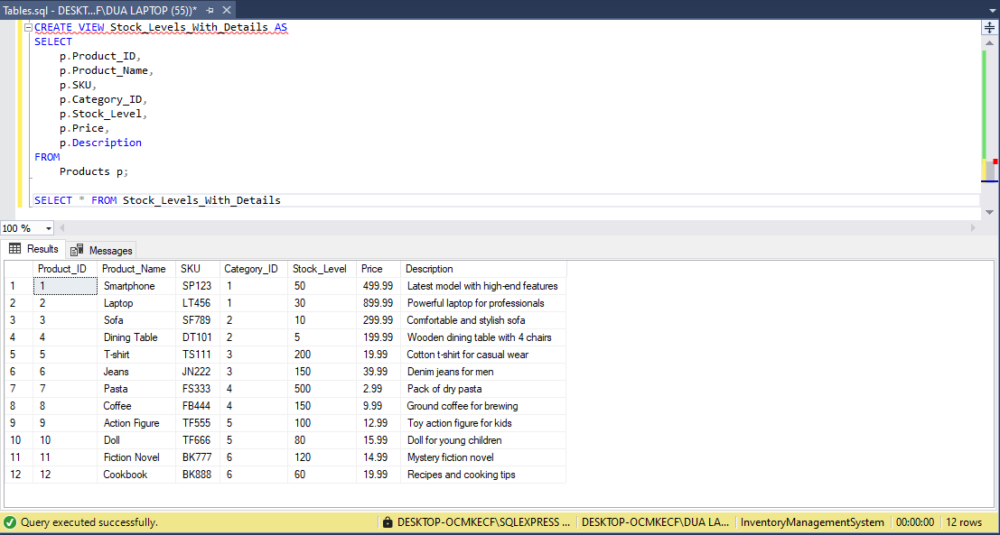 Tables.sql - DESKT...F\DUA LAPTOP (55))*
CREATE VIEW Stock_Levels_With_Details AS
SELECT
p.Product_ID,
p.Product_Name,
p.SKU,
p.Category_ID,
p.Stock_Level,
p.Price,
p.Description
FROM
Products p;
SELECT * FROM Stock_Levels_With_Details
100 %
Results Messages
Product_ID Product_Name SKU Category_ID Stock_Level Price Description
1 1 Smartphone SP123 1 50 499.99 Latest model with high-end features
2 2 Laptop LT456 1 30 899.99 Powerful laptop for professionals
3 3 Sofa SF789 2 10 299.99 Comfortable and stylish sofa
4 4 Dining Table DT101 2 5 199.99 Wooden dining table with 4 chairs
5 5 T-shirt TS111 3 200 19.99 Cotton t-shirt for casual wear
6 6 Jeans JN222 3 150 39.99 Denim jeans for men
7 7 Pasta FS333 4 500 2.99 Pack of dry pasta
8 8 Coffee FB444 4 150 9.99 Ground coffee for brewing
9 9 Action Figure TF555 5 100 12.99 Toy action figure for kids
10 10 Doll TF666 5 80 15.99 Doll for young children
11 11 Fiction Novel BK777 6 120 14.99 Mystery fiction novel
12 12 Cookbook BK888 6 60 19.99 Recipes and cooking tips
Query executed successfully. DESKTOP-OCMKECF\SQLEXPRESS ... DESKTOP-OCMKECF\DUA LA... InventoryManagementSystem 00:00:00 12 rows